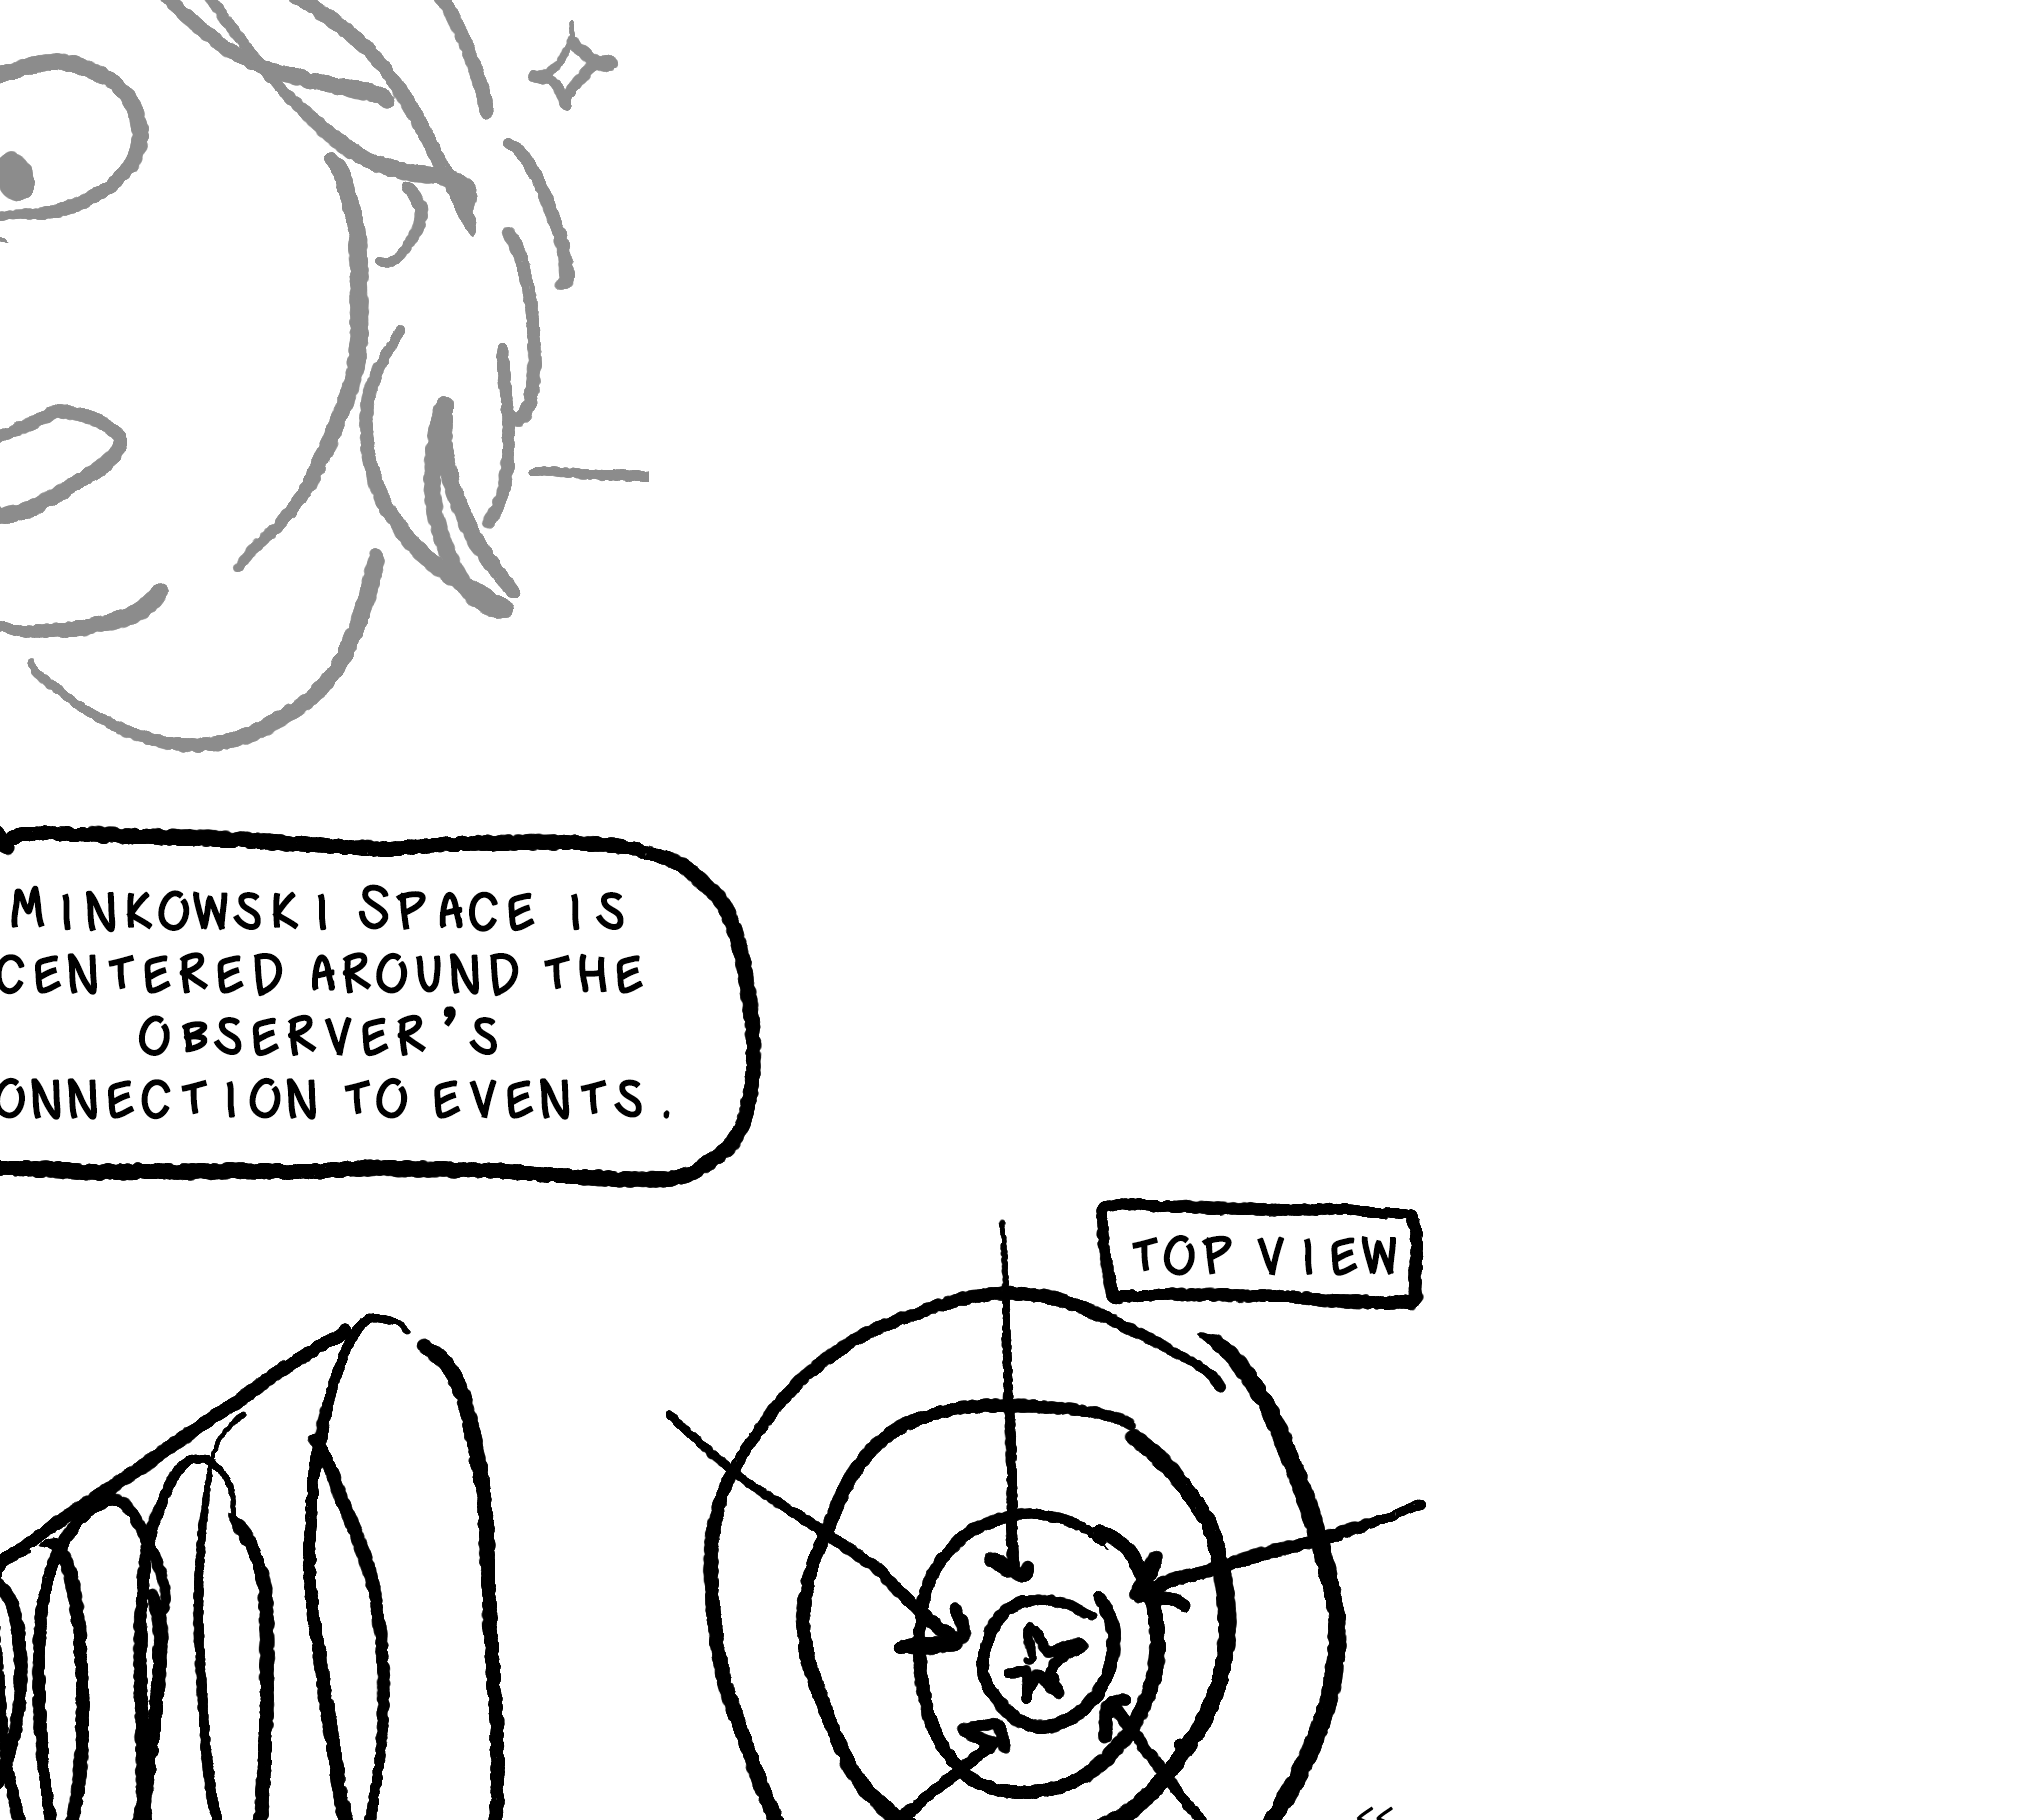 MINKOWSKI SPACE IS
CENTERED AROUND THE
OBSERVER'S
ONNECTION TO EVENTS.
TOP VIEW